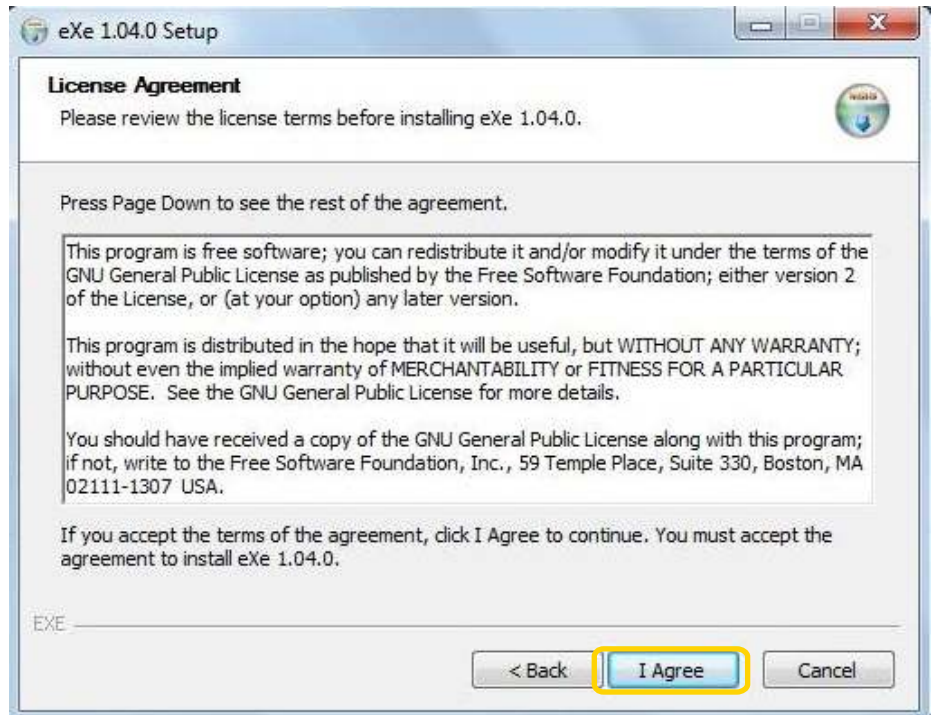 eXe 1.04.0 Setup
License Agreement
Please review the license terms before installing eXe 1.04.0.
Press Page Down to see the rest of the agreement.
This program is free software; you can redistribute it and/or modify it under the terms of the
GNU General Public License as published by the Free Software Foundation; either version 2
of the License, or (at your option) any later version.
This program is distributed in the hope that it will be useful, but WITHOUT ANY WARRANTY;
without even the implied warranty of MERCHANTABILITY or FITNESS FOR A PARTICULAR
PURPOSE.  See the GNU General Public License for more details.
You should have received a copy of the GNU General Public License along with this program;
if not, write to the Free Software Foundation, Inc., 59 Temple Place, Suite 330, Boston, MA
02111-1307 USA.
If you accept the terms of the agreement, click I Agree to continue. You must accept the
agreement to install eXe 1.04.0.
EXE
< Back I Agree Cancel